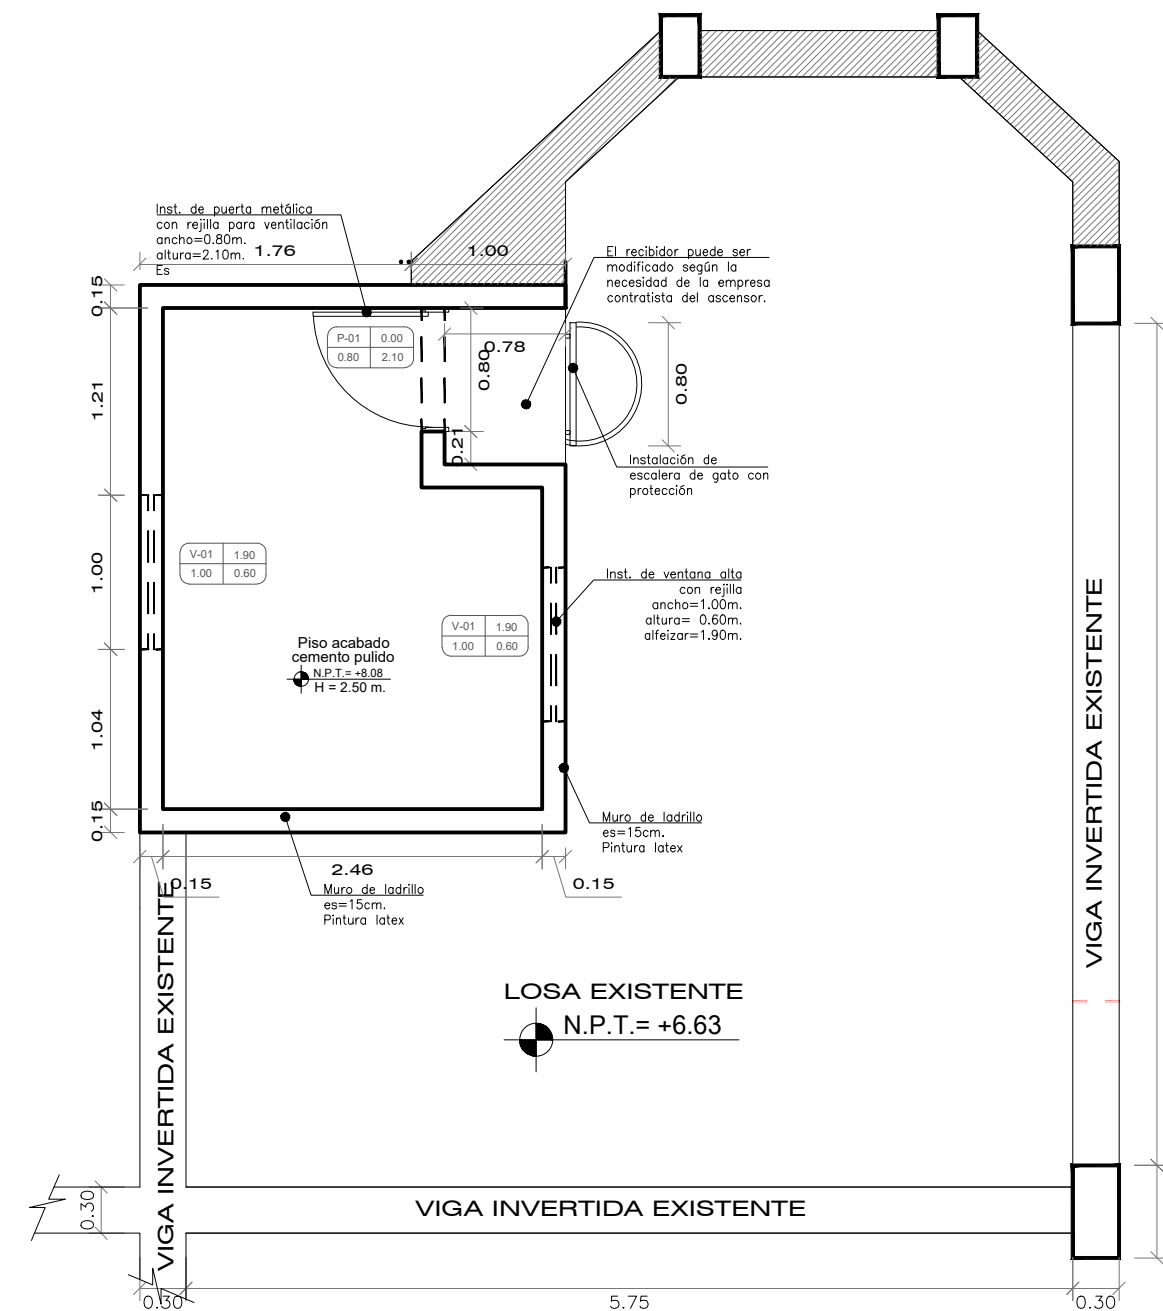 Inst. de puerta metálica
con rejilla para ventilación
ancho=0.80m.
altura=2.10m.
Es
1.76
1.00
El recibidor puede ser
modificado según la
necesidad de la empresa
contratista del ascensor.
0.15
P-01 0.00
0.80 2.10
0.78
0.80
0.80
1.21
0.21
Instalación de
escalera de gato con
protección
V-01 1.90
1.00 0.60
1.00
Inst. de ventana alta
con rejilla
ancho=1.00m.
altura= 0.60m.
alfeizar=1.90m.
V-01 1.90
1.00 0.60
Piso acabado
cemento pulido
N.P.T.= +8.08
H = 2.50 m.
1.04
0.15
Muro de ladrillo
es=15cm.
Pintura latex
0.15
2.46
0.15
Muro de ladrillo
es=15cm.
Pintura latex
VIGA INVERTIDA EXISTENTE
VIGA INVERTIDA EXISTENTE
LOSA EXISTENTE
N.P.T.= +6.63
0.30
VIGA INVERTIDA EXISTENTE
0.30
5.75
0.30